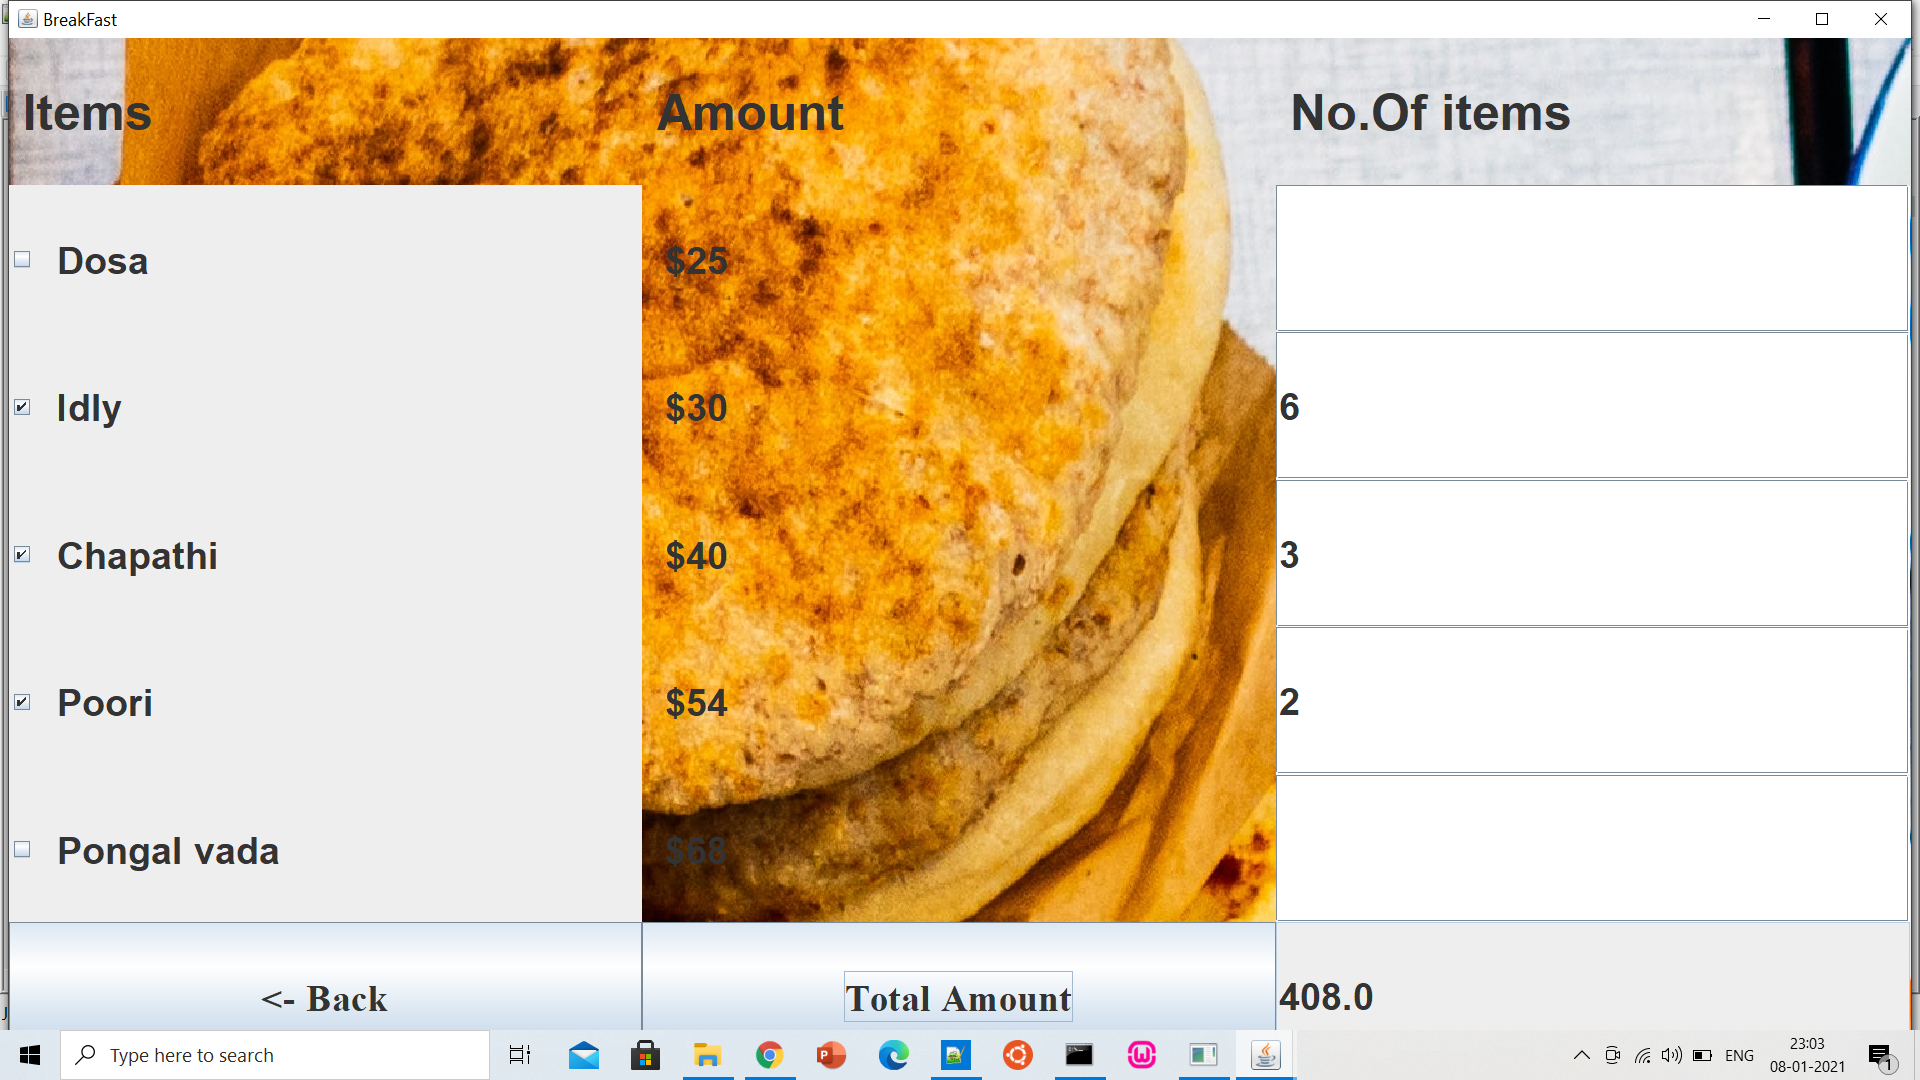 BreakFast
Items Amount No.Of items
Dosa $25
Idly $30 6
Chapathi $40 3
Poori $54 2
Pongal vada $68
<- Back Total Amount 408.0
Type here to search
ENG
23:03
08-01-2021
1